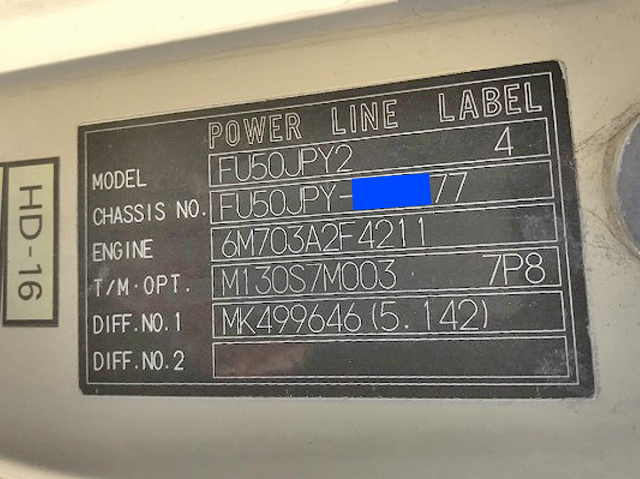 POWER LINE LABEL
MODEL FU50JPY2 4
CHASSIS NO. FU50JPY- 77
ENGINE 6M703A2F4211
T/M·OPT. M130S7M003 7P8
DIFF.NO.1 MK499646(5.142)
DIFF.NO.2
HD-16